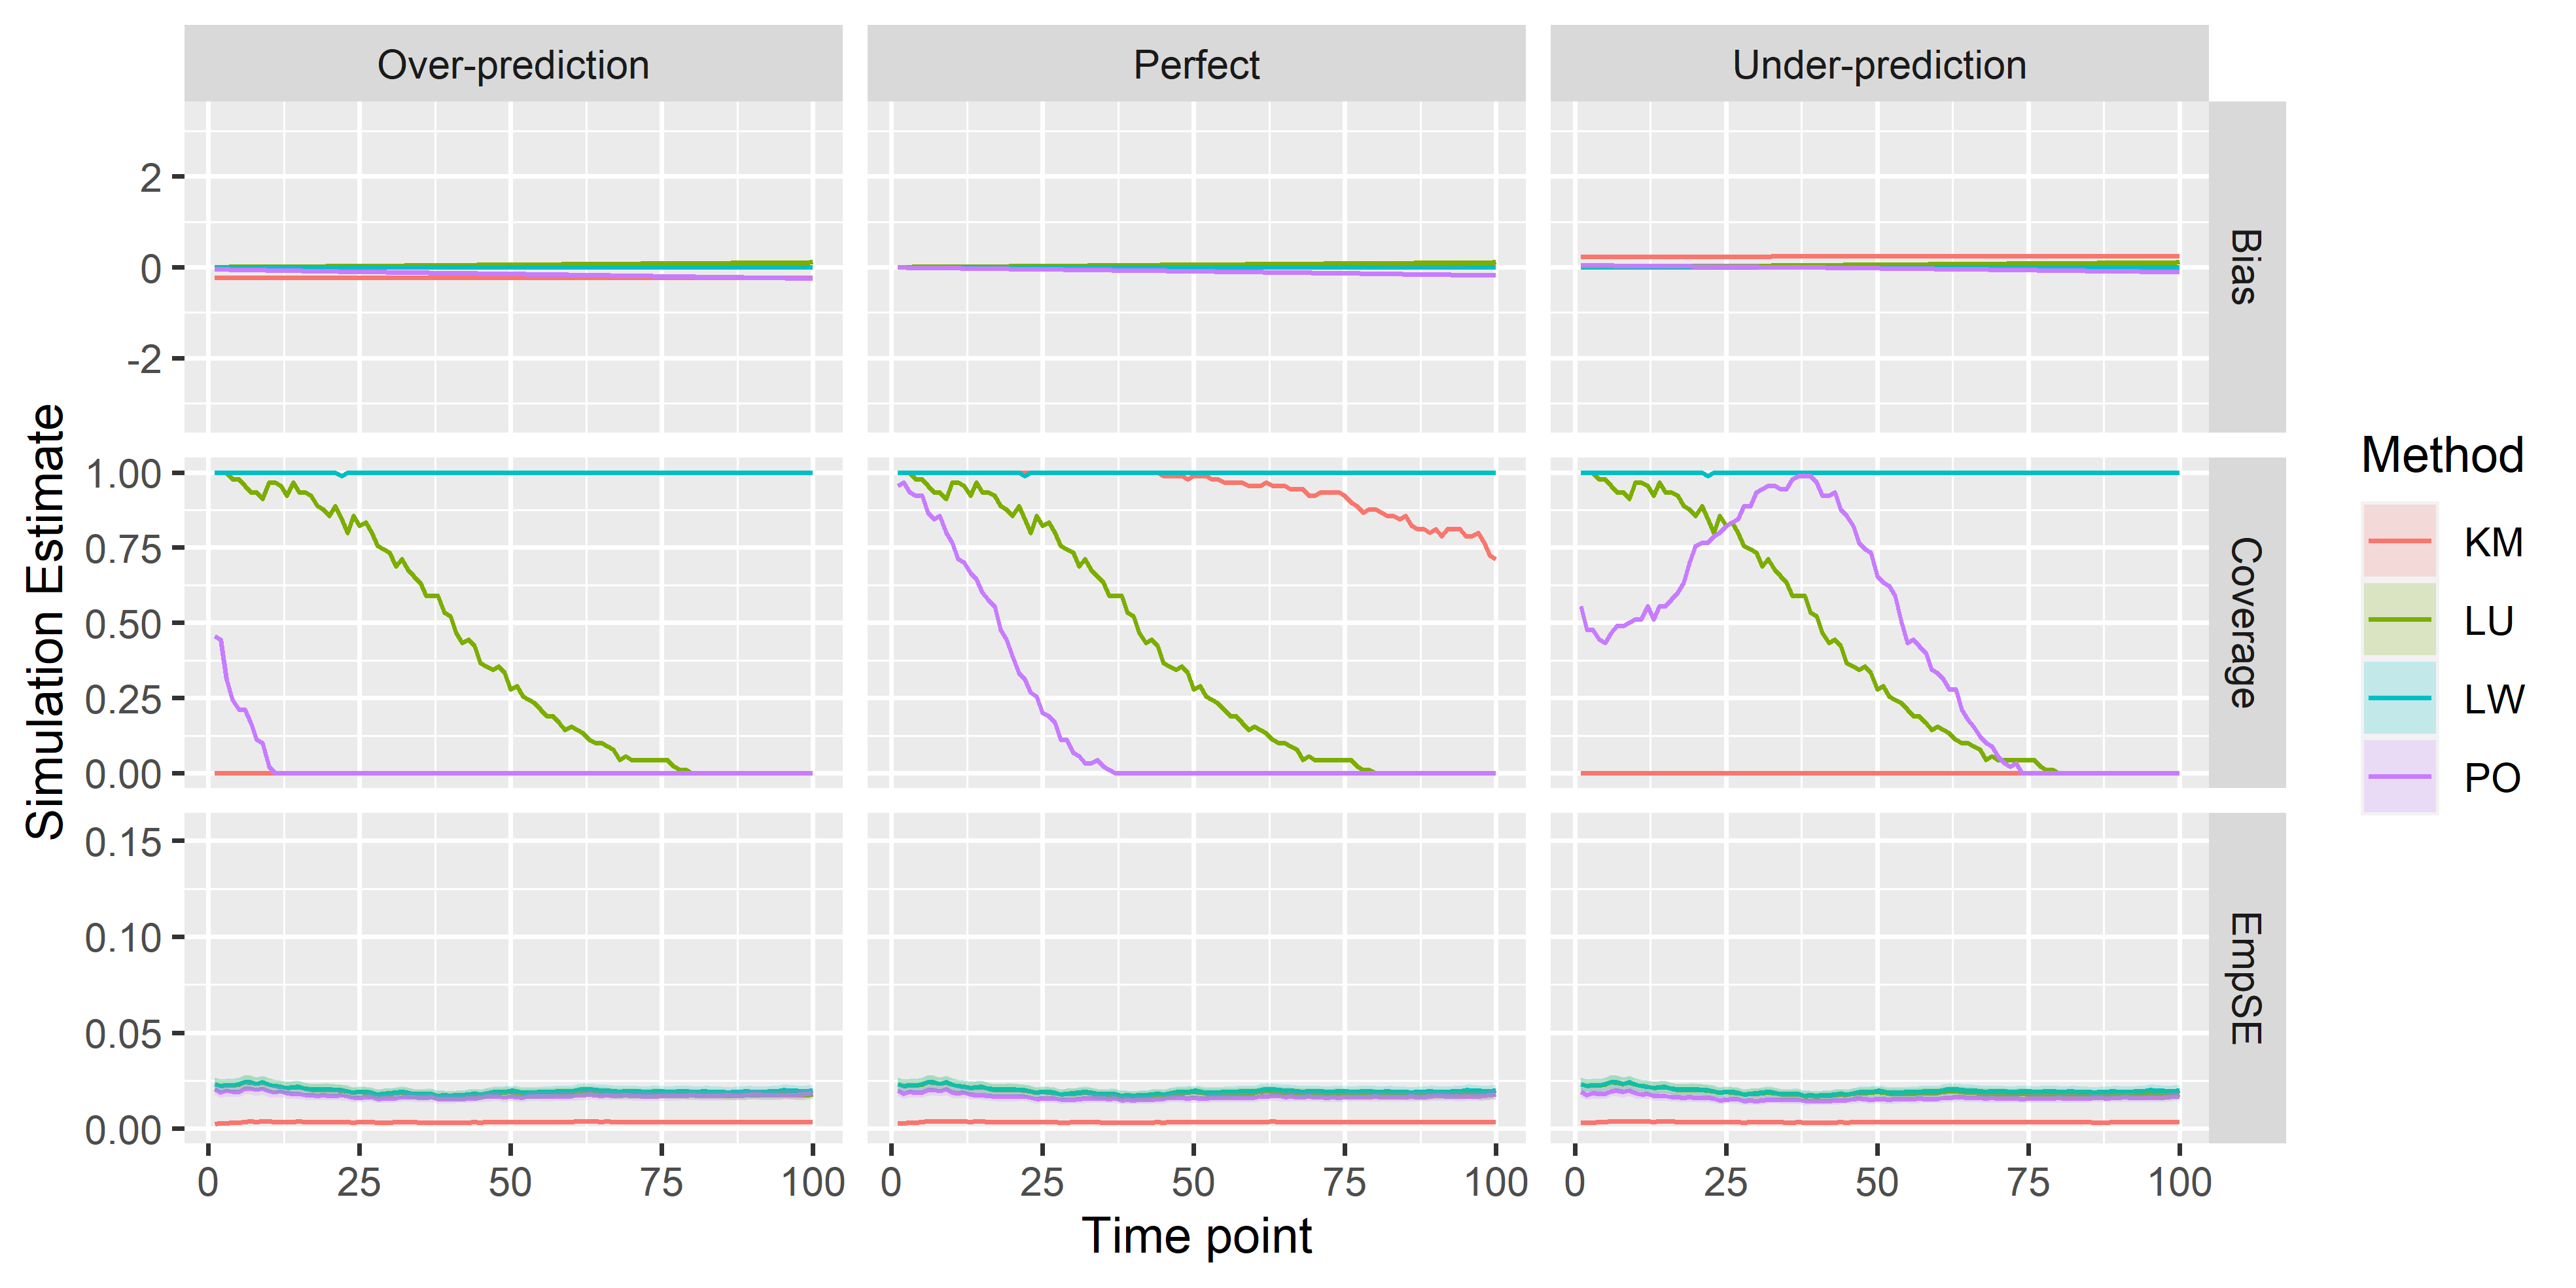 Over-prediction Perfect Under-prediction
2
0
-2
Bias
Simulation Estimate
1.00
0.75
0.50
0.25
0.00
Coverage
0.15
0.10
0.05
0.00
EmpSE
0 25 50 75 100 0 25 50 75 100 0 25 50 75 100
Time point
Method
KM
LU
LW
PO